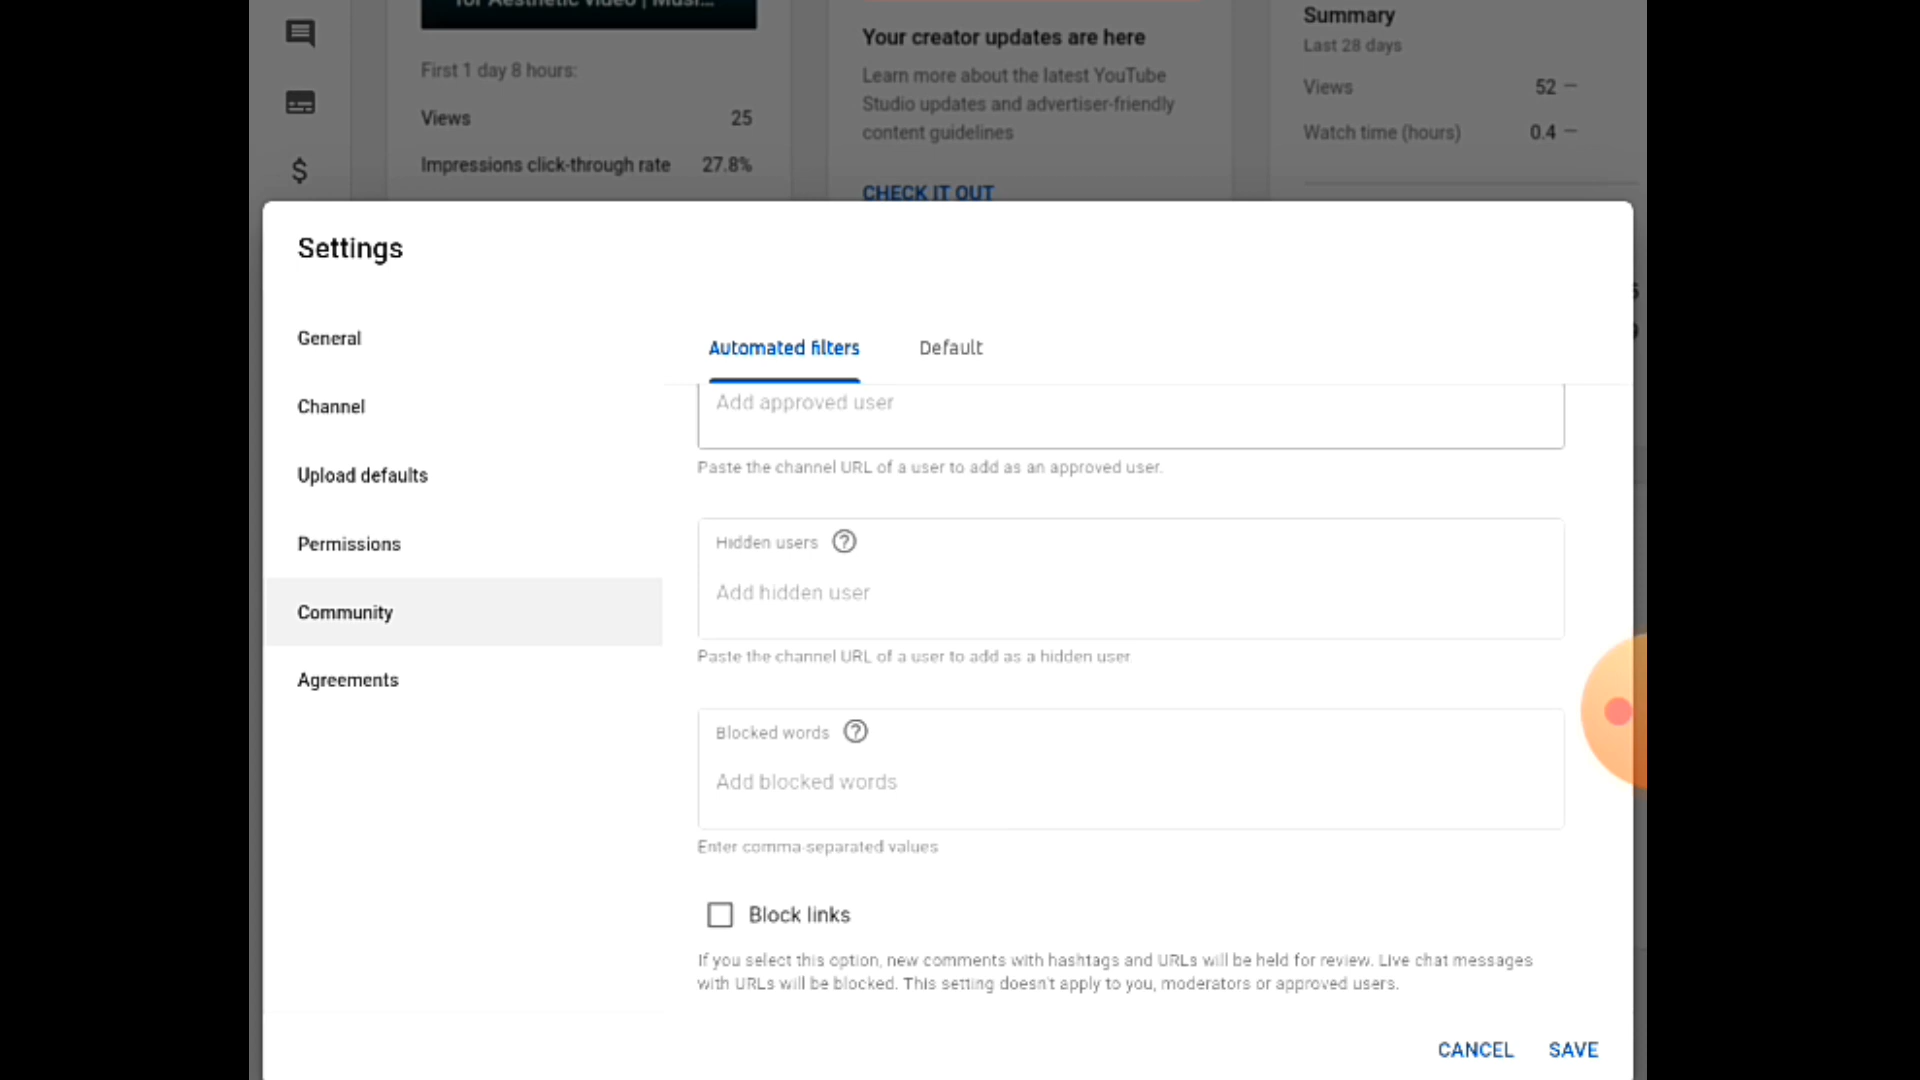 for Aesthetic Video | Musi...
First 1 day 8 hours:
Views 25
Impressions click-through rate 27.8%
Your creator updates are here
Learn more about the latest YouTube
Studio updates and advertiser-friendly
content guidelines
CHECK IT OUT
Summary
Last 28 days
Views 52 —
Watch time (hours) 0.4 —
Settings
General
Channel
Upload defaults
Permissions
Community
Agreements
Automated filters Default
Add approved user
Paste the channel URL of a user to add as an approved user.
Hidden users
Add hidden user
Paste the channel URL of a user to add as a hidden user
Blocked words
Add blocked words
Enter comma-separated values
Block links
If you select this option, new comments with hashtags and URLs will be held for review. Live chat messages
with URLs will be blocked. This setting doesn't apply to you, moderators or approved users.
CANCEL SAVE